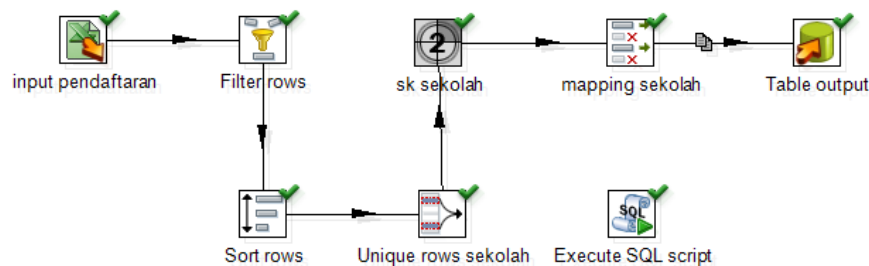 2
input pendaftaran
Filter rows
sk sekolah
mapping sekolah
Table output
SQL
Sort rows
Unique rows sekolah
Execute SQL script